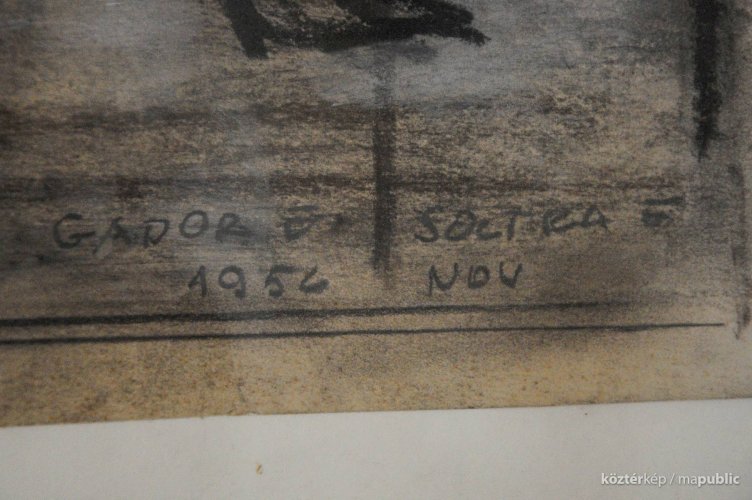 GADOR E. SOLTRA E
1956 NOV
köztérkép / mapublic